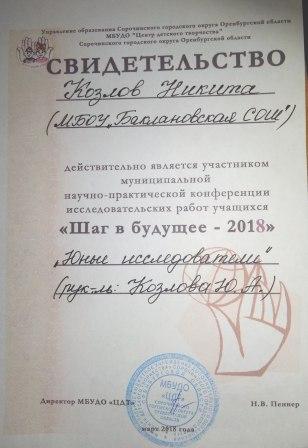 Управление образования Сорочинского городского округа Оренбургской области
МБУДО "Центр детского творчества"
Сорочинского городского округа Оренбургской области
СВИДЕТЕЛЬСТВО
Козлов Никита
(МБОУ „Баклановская СОШ")
действительно является участником
муниципальной
научно-практической конференции
исследовательских работ учащихся
«Шаг в будущее - 2018»
„Юные исследователи"
(рук-ль: Козлова Ю.А.)
МБУДО
«ЦДТ»
Директор МБУДО «ЦДТ»
Н.В. Пеннер
март 2018 года